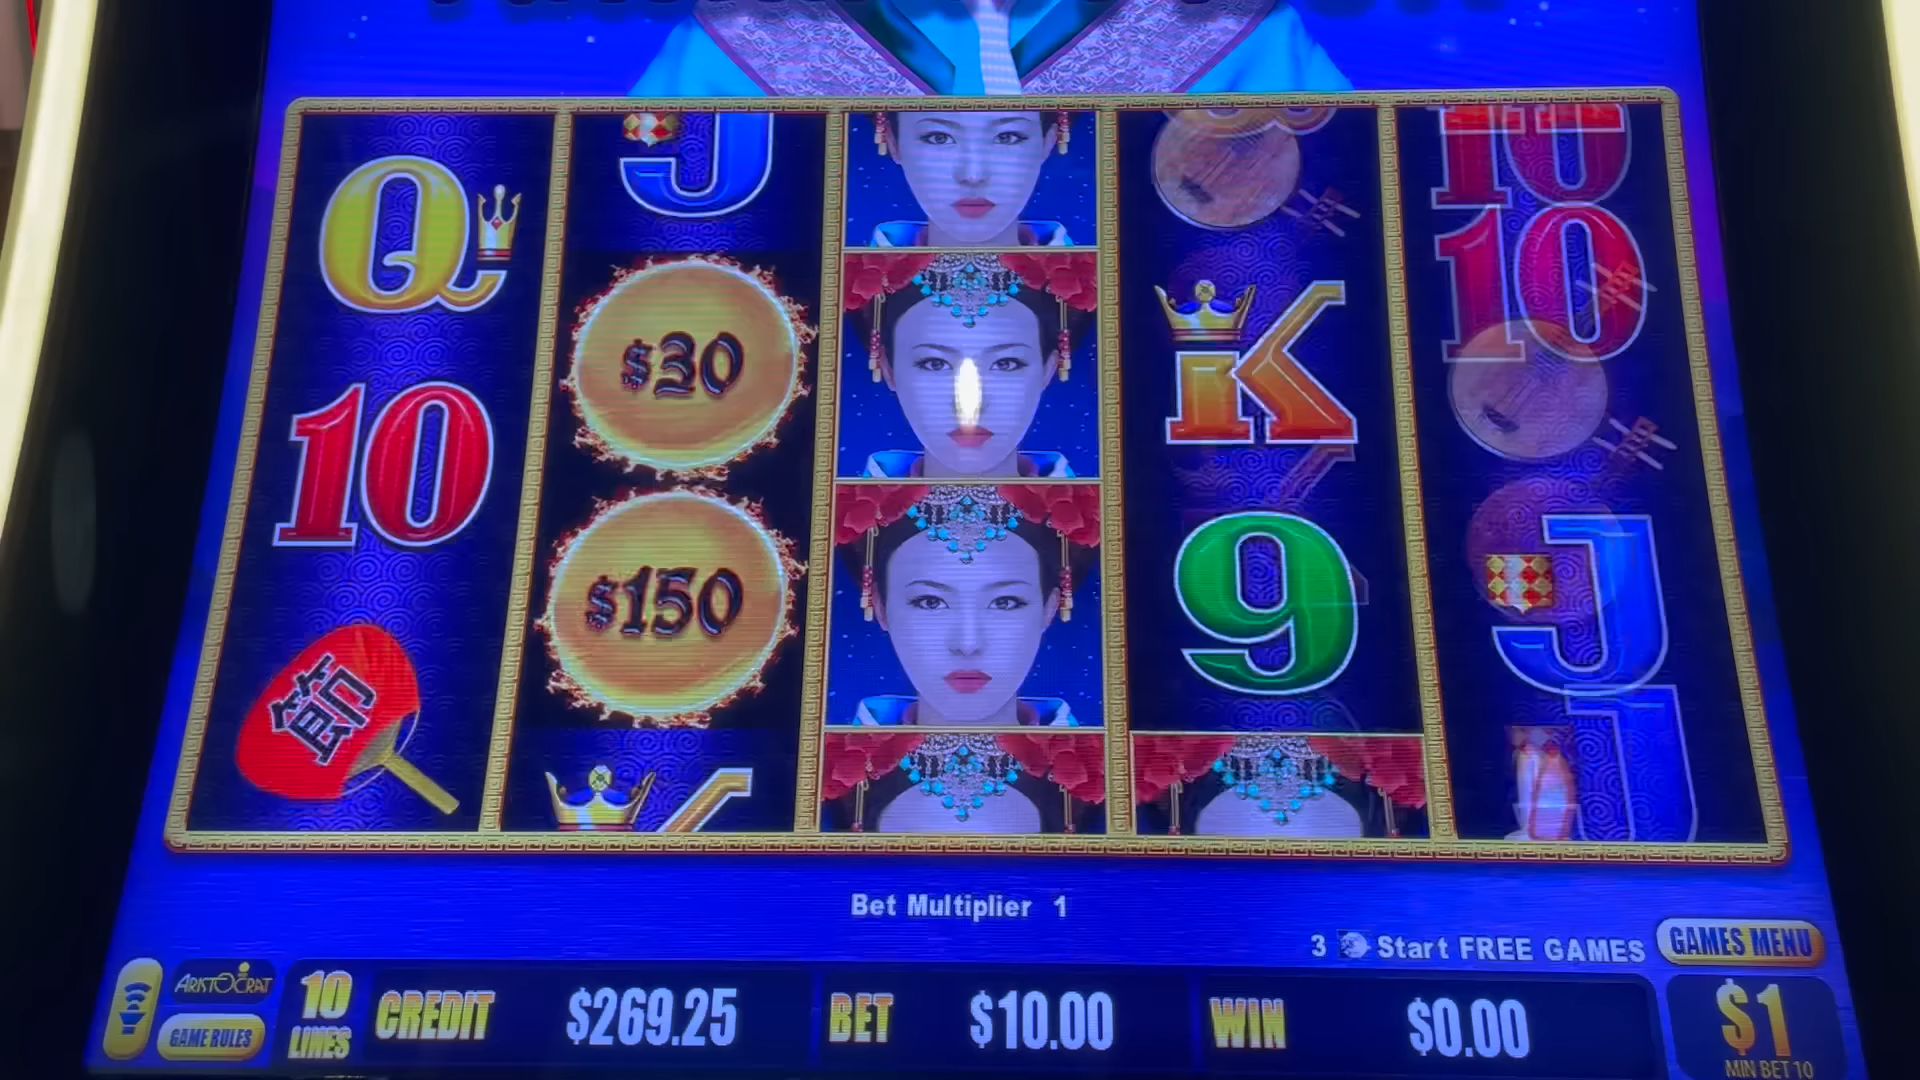 Q
J
10
10
$30
K
10
$150
9
J
J
Bet Multiplier 1
3 Start FREE GAMES
GAMES MENU
ARISTOCRAT
GAME RULES
10 LINES
CREDIT $269.25
BET $10.00
WIN $0.00
$1
MIN BET 10